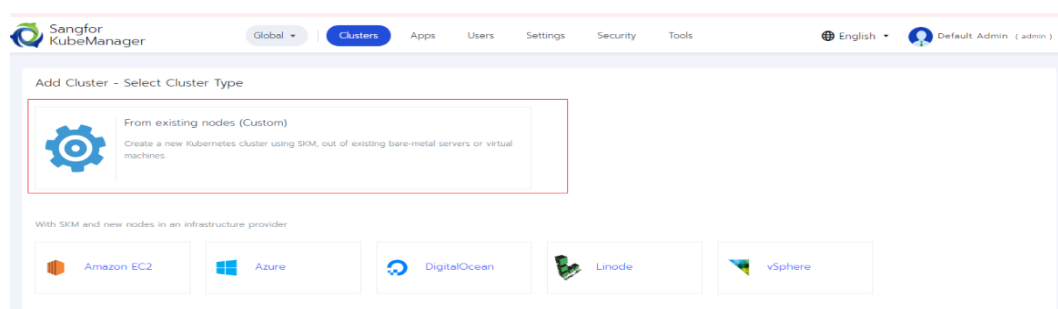 Sangfor
KubeManager
Global
Clusters
Apps
Users
Settings
Security
Tools
English
Default Admin ( admin )
Add Cluster - Select Cluster Type
From existing nodes (Custom)
Create a new Kubernetes cluster using SKM, out of existing bare-metal servers or virtual
machines.
With SKM and new nodes in an infrastructure provider
Amazon EC2
Azure
DigitalOcean
Linode
vSphere